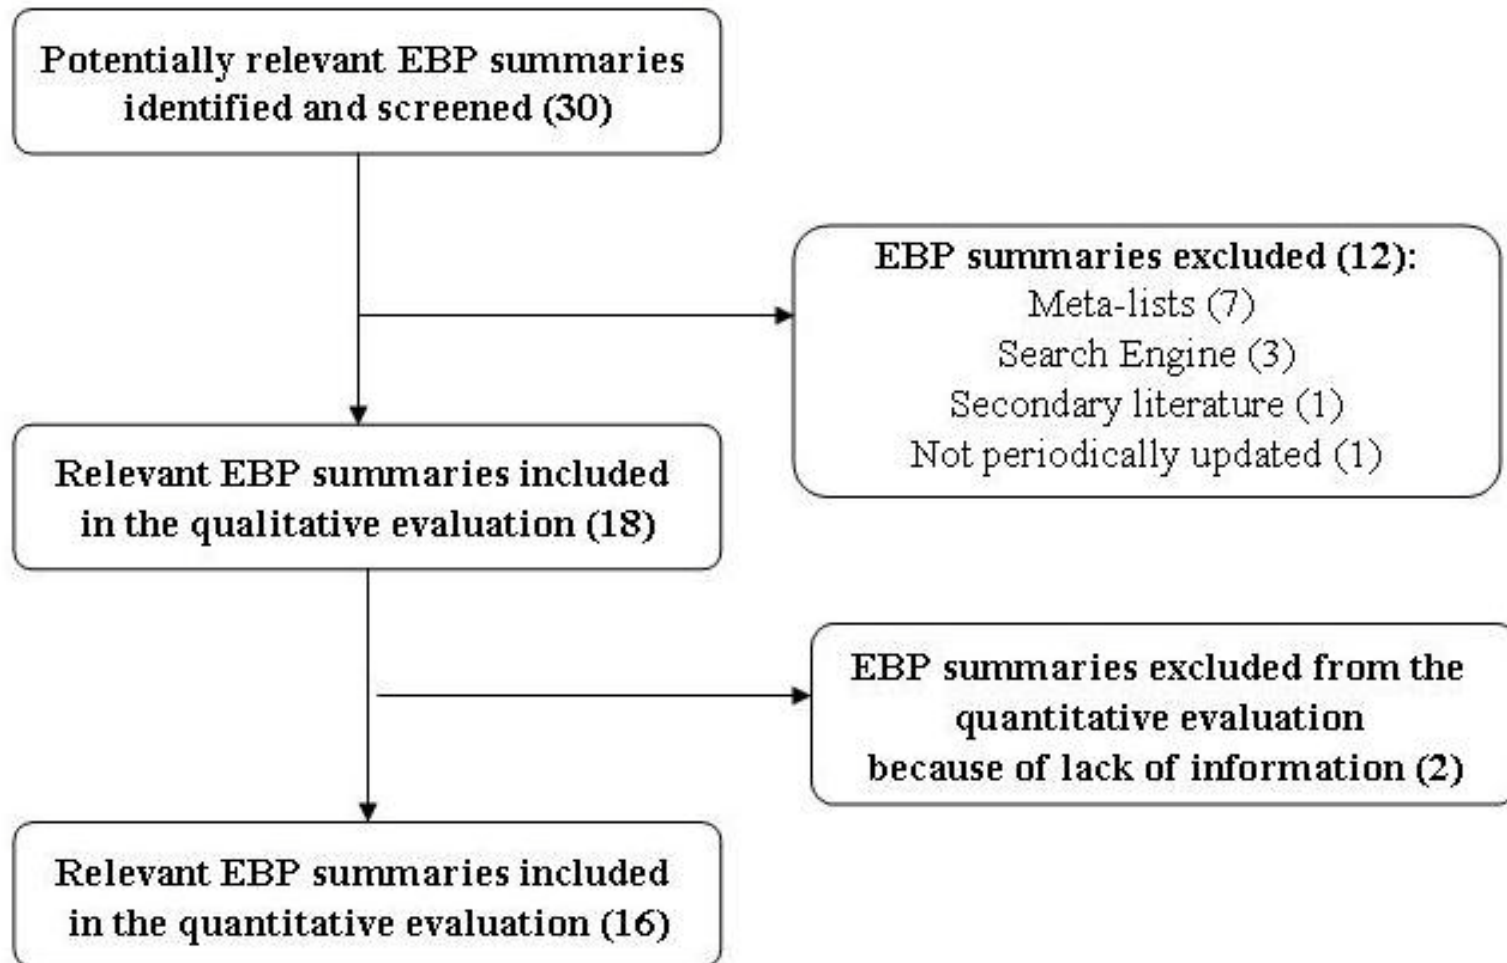 Potentially relevant EBP summaries
identified and screened (30)
EBP summaries excluded (12):
Meta-lists (7)
Search Engine (3)
Secondary literature (1)
Not periodically updated (1)
Relevant EBP summaries included
in the qualitative evaluation (18)
EBP summaries excluded from the
quantitative evaluation
because of lack of information (2)
Relevant EBP summaries included
in the quantitative evaluation (16)